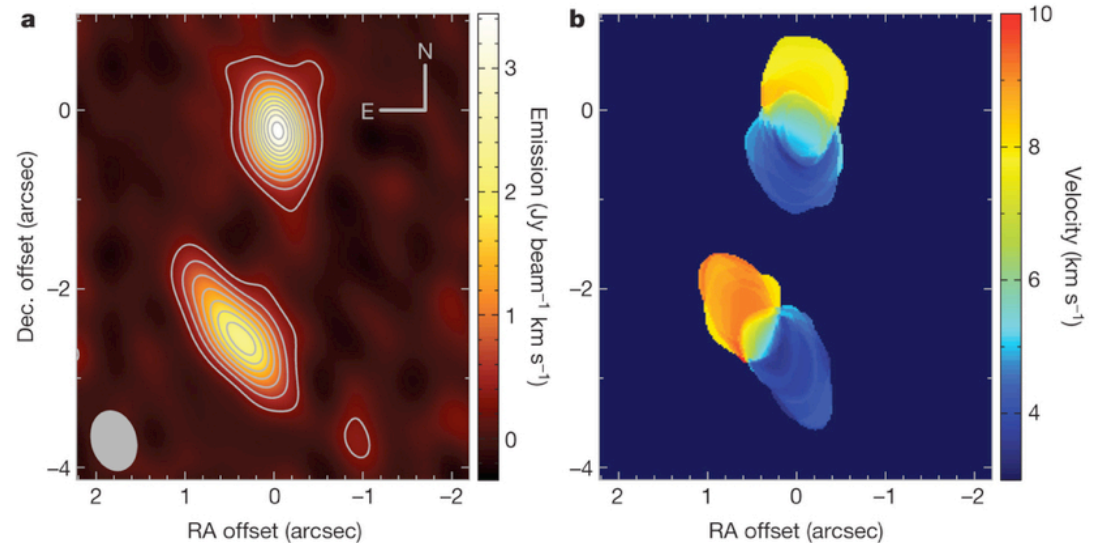 a
N
E
0
−2
−4
Dec. offset (arcsec)
2
1
0
−1
−2
RA offset (arcsec)
3
2
1
0
Emission (Jy beam⁻¹ km s⁻¹)
b
0
−2
−4
2
1
0
−1
−2
RA offset (arcsec)
10
8
6
4
Velocity (km s⁻¹)